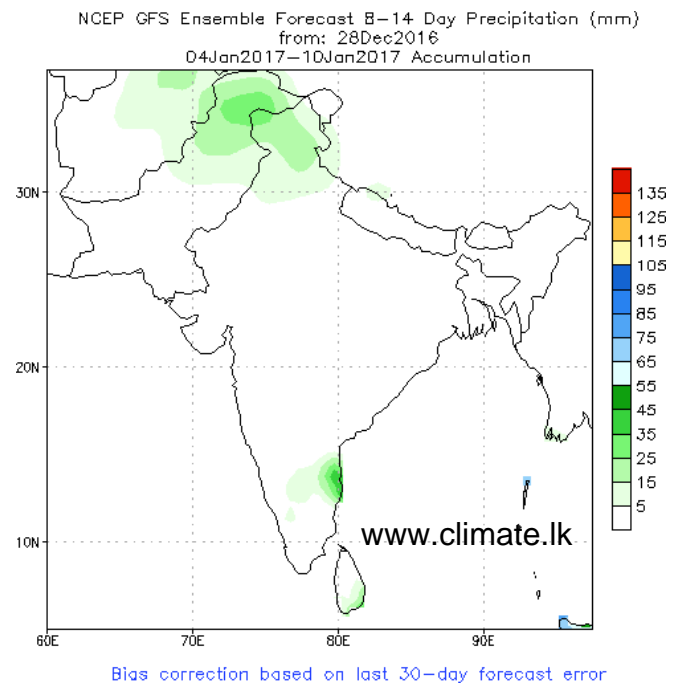 NCEP GFS Ensemble Forecast 8-14 Day Precipitation (mm)
from: 28Dec2016
04Jan2017-10Jan2017 Accumulation
30N
20N
10N
60E 70E 80E 90E
135
125
115
105
95
85
75
65
55
45
35
25
15
5
www.climate.lk
Bias correction based on last 30-day forecast error